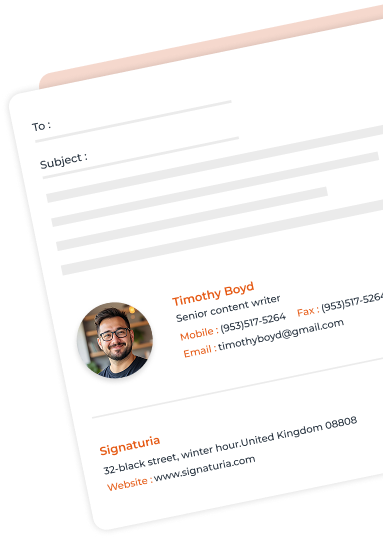 To :
Subject :
Timothy Boyd
Senior content writer
Mobile : (953)517-5264 Fax : (953)517-5264
Email : timothyboyd@gmail.com
Signaturia
32-black street, winter hour.United Kingdom 08808
Website : www.signaturia.com